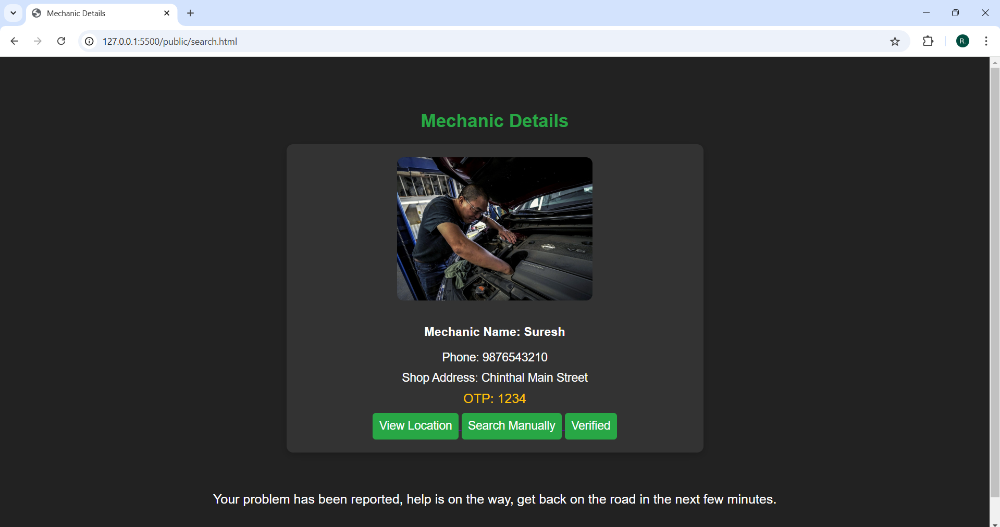 Mechanic Details
127.0.0.1:5500/public/search.html
R.
Mechanic Details
V6
Mechanic Name: Suresh
Phone: 9876543210
Shop Address: Chinthal Main Street
OTP: 1234
View Location Search Manually Verified
Your problem has been reported, help is on the way, get back on the road in the next few minutes.